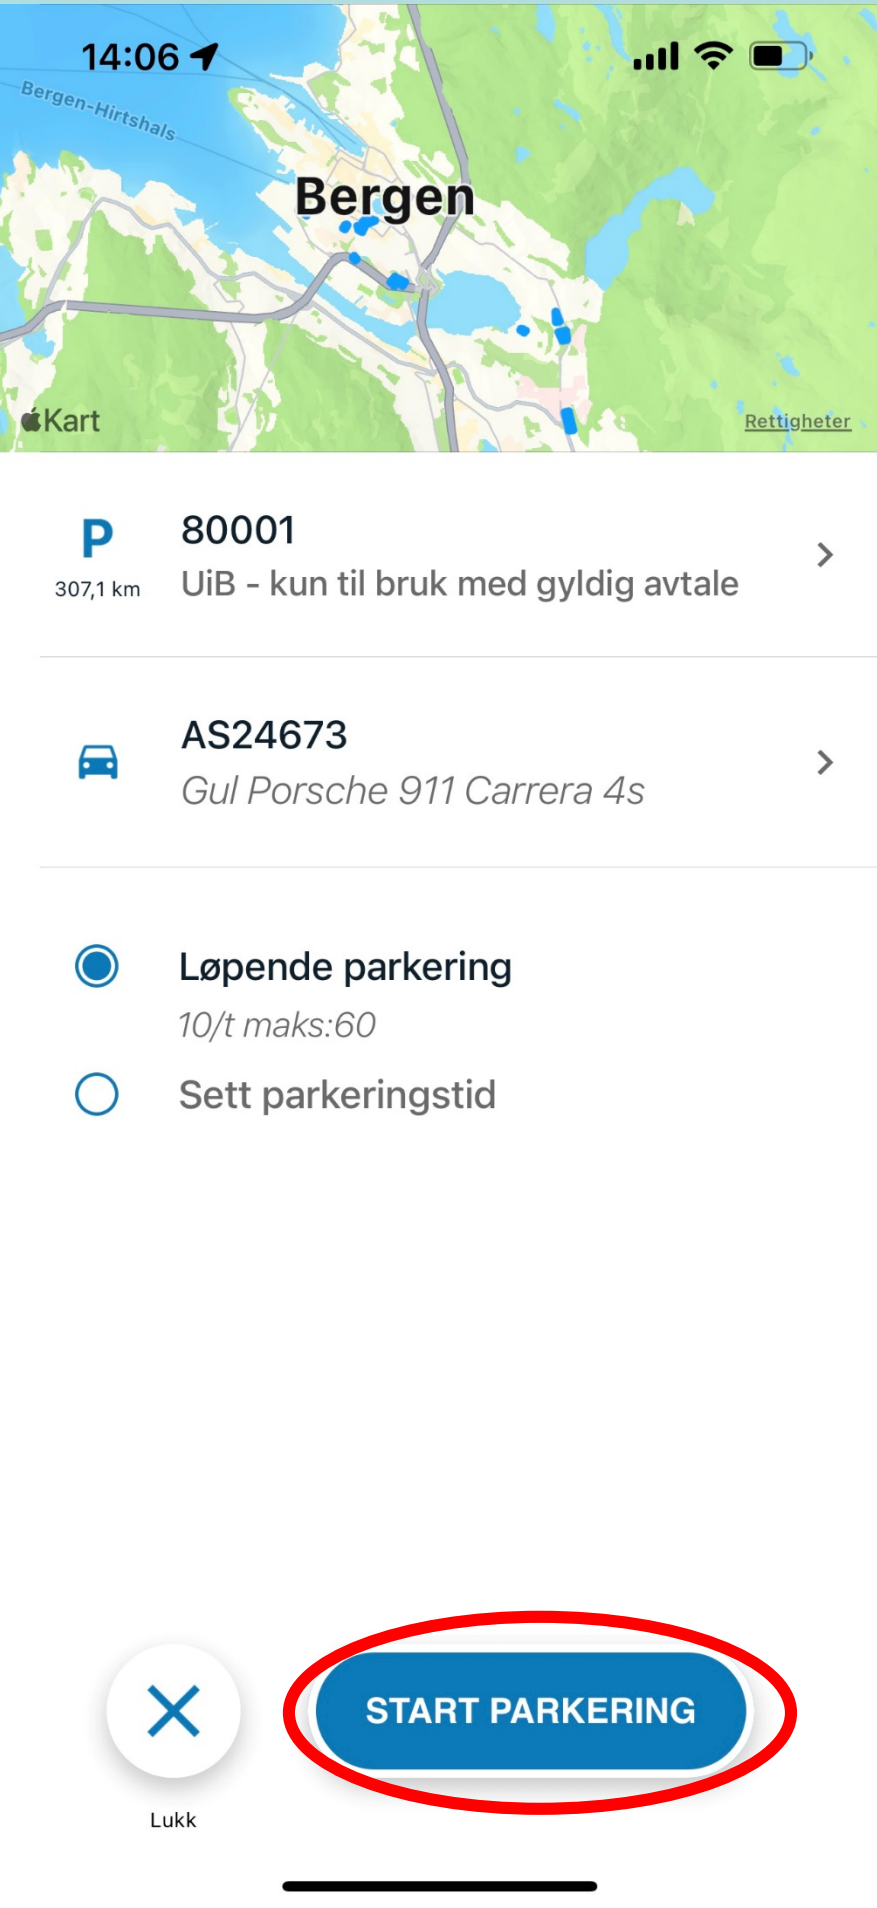 14:06
Bergen-Hirtshals
Bergen
Kart
Rettigheter
P
80001
307,1 km
UiB - kun til bruk med gyldig avtale
AS24673
Gul Porsche 911 Carrera 4s
Løpende parkering
10/t maks:60
Sett parkeringstid
START PARKERING
Lukk